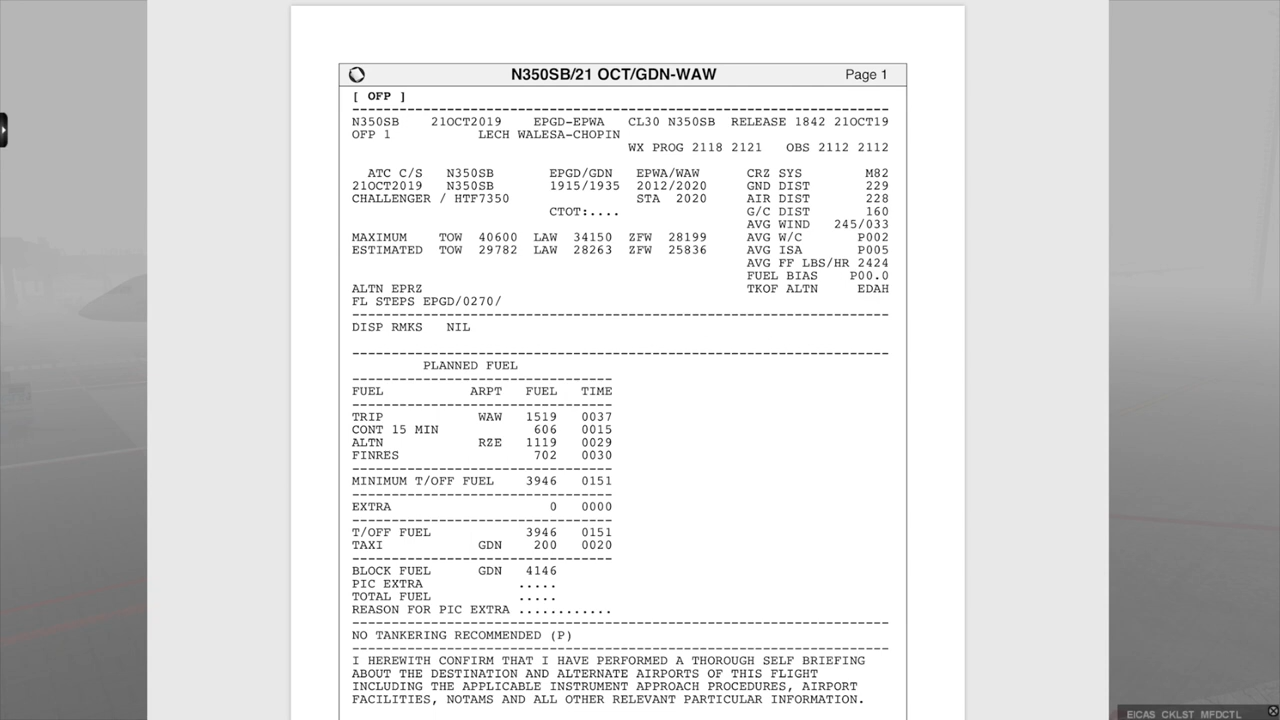 N350SB/21 OCT/GDN-WAW Page 1
[ OFP ]
--------------------------------------------------------------------
N350SB 21OCT2019 EPGD-EPWA CL30 N350SB RELEASE 1842 21OCT19
OFP 1 LECH WALESA-CHOPIN
WX PROG 2118 2121 OBS 2112 2112
ATC C/S N350SB EPGD/GDN EPWA/WAW CRZ SYS M82
21OCT2019 N350SB 1915/1935 2012/2020 GND DIST 229
CHALLENGER / HTF7350 STA 2020 AIR DIST 228
CTOT:.... G/C DIST 160
AVG WIND 245/033
MAXIMUM TOW 40600 LAW 34150 ZFW 28199 AVG W/C P002
ESTIMATED TOW 29782 LAW 28263 ZFW 25836 AVG ISA P005
AVG FF LBS/HR 2424
FUEL BIAS P00.0
ALTN EPRZ TKOF ALTN EDAH
FL STEPS EPGD/0270/
--------------------------------------------------------------------
DISP RMKS NIL
--------------------------------------------------------------------
PLANNED FUEL
---------------------------------
FUEL ARPT FUEL TIME
---------------------------------
TRIP WAW 1519 0037
CONT 15 MIN 606 0015
ALTN RZE 1119 0029
FINRES 702 0030
---------------------------------
MINIMUM T/OFF FUEL 3946 0151
---------------------------------
EXTRA 0 0000
---------------------------------
T/OFF FUEL 3946 0151
TAXI GDN 200 0020
---------------------------------
BLOCK FUEL GDN 4146
PIC EXTRA .....
TOTAL FUEL .....
REASON FOR PIC EXTRA ............
--------------------------------------------------------------------
NO TANKERING RECOMMENDED (P)
--------------------------------------------------------------------
I HEREWITH CONFIRM THAT I HAVE PERFORMED A THOROUGH SELF BRIEFING
ABOUT THE DESTINATION AND ALTERNATE AIRPORTS OF THIS FLIGHT
INCLUDING THE APPLICABLE INSTRUMENT APPROACH PROCEDURES, AIRPORT
FACILITIES, NOTAMS AND ALL OTHER RELEVANT PARTICULAR INFORMATION.
EICAS CKLST MFDCTL